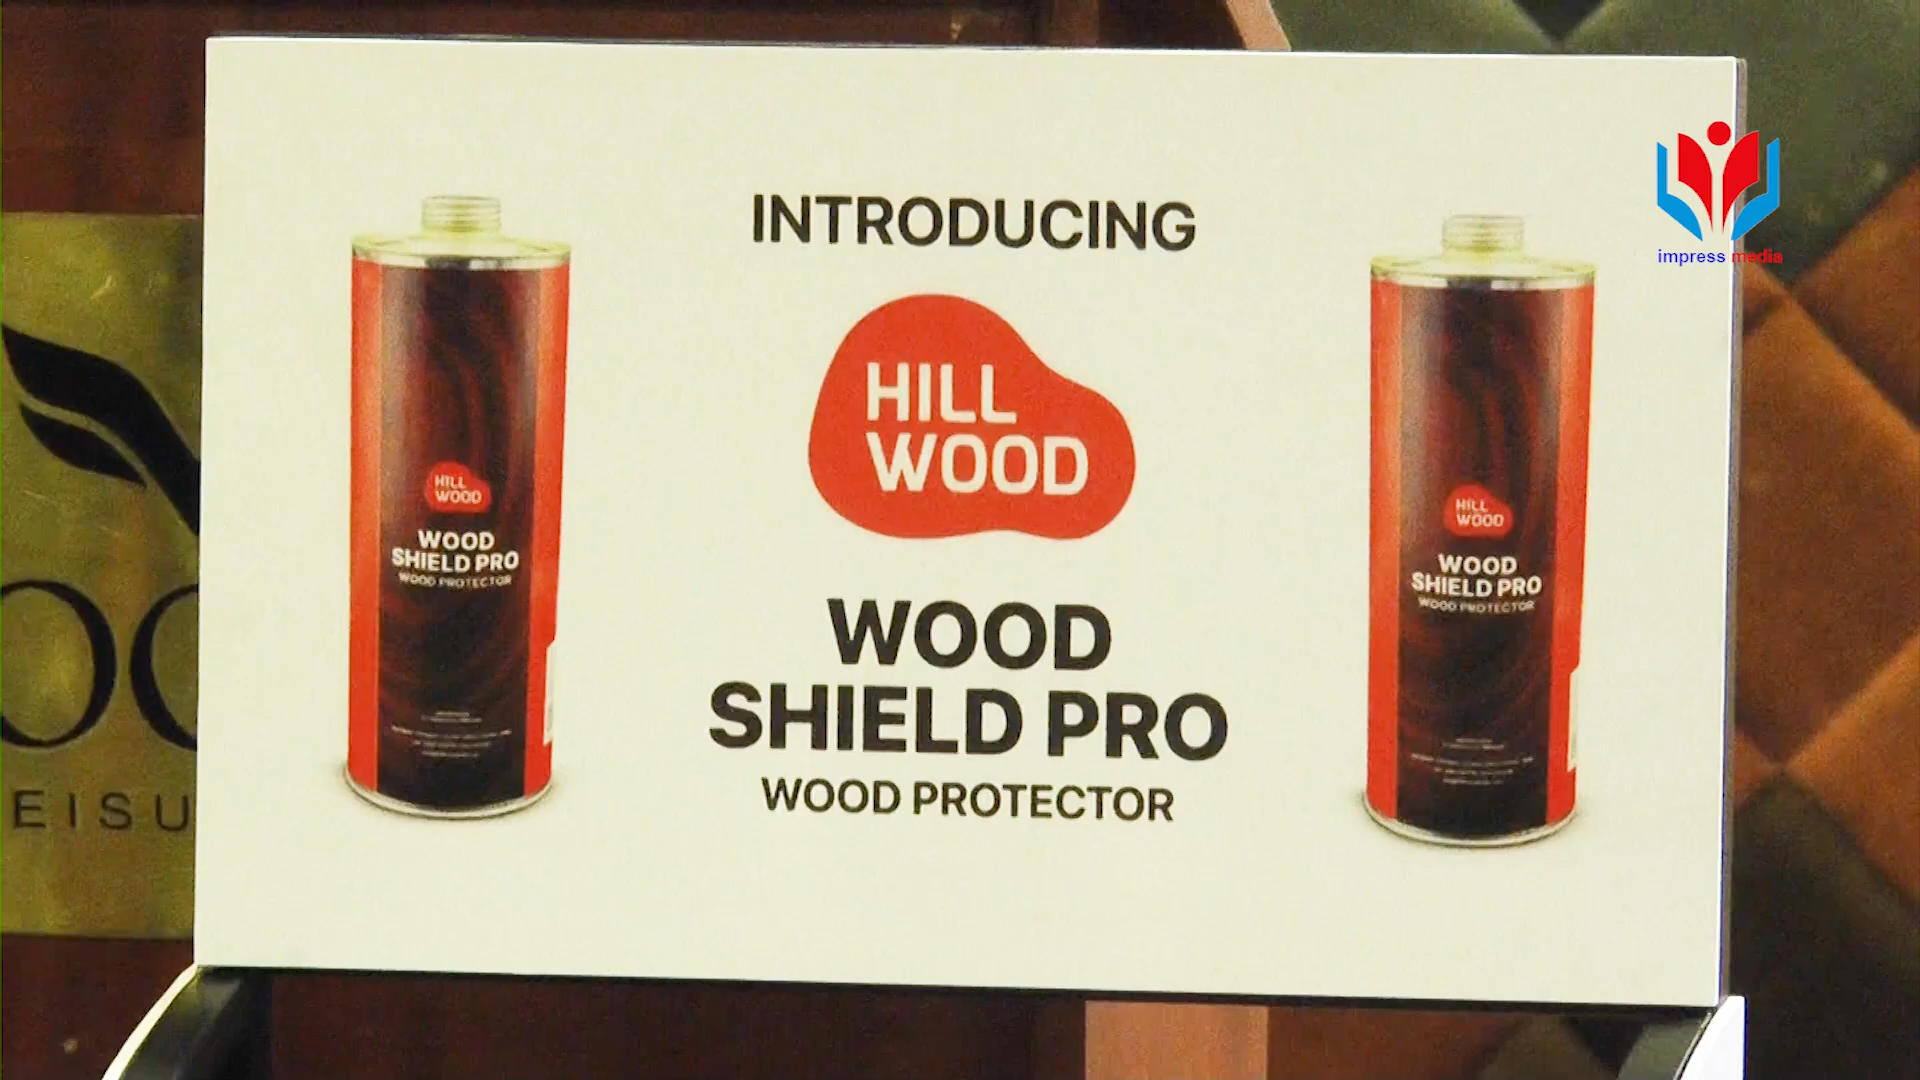 INTRODUCING
HILL
WOOD
WOOD
SHIELD PRO
WOOD PROTECTOR
HILL
WOOD
WOOD
SHIELD PRO
WOOD PROTECTOR
HILL
WOOD
WOOD
SHIELD PRO
WOOD PROTECTOR
impress media
EISU